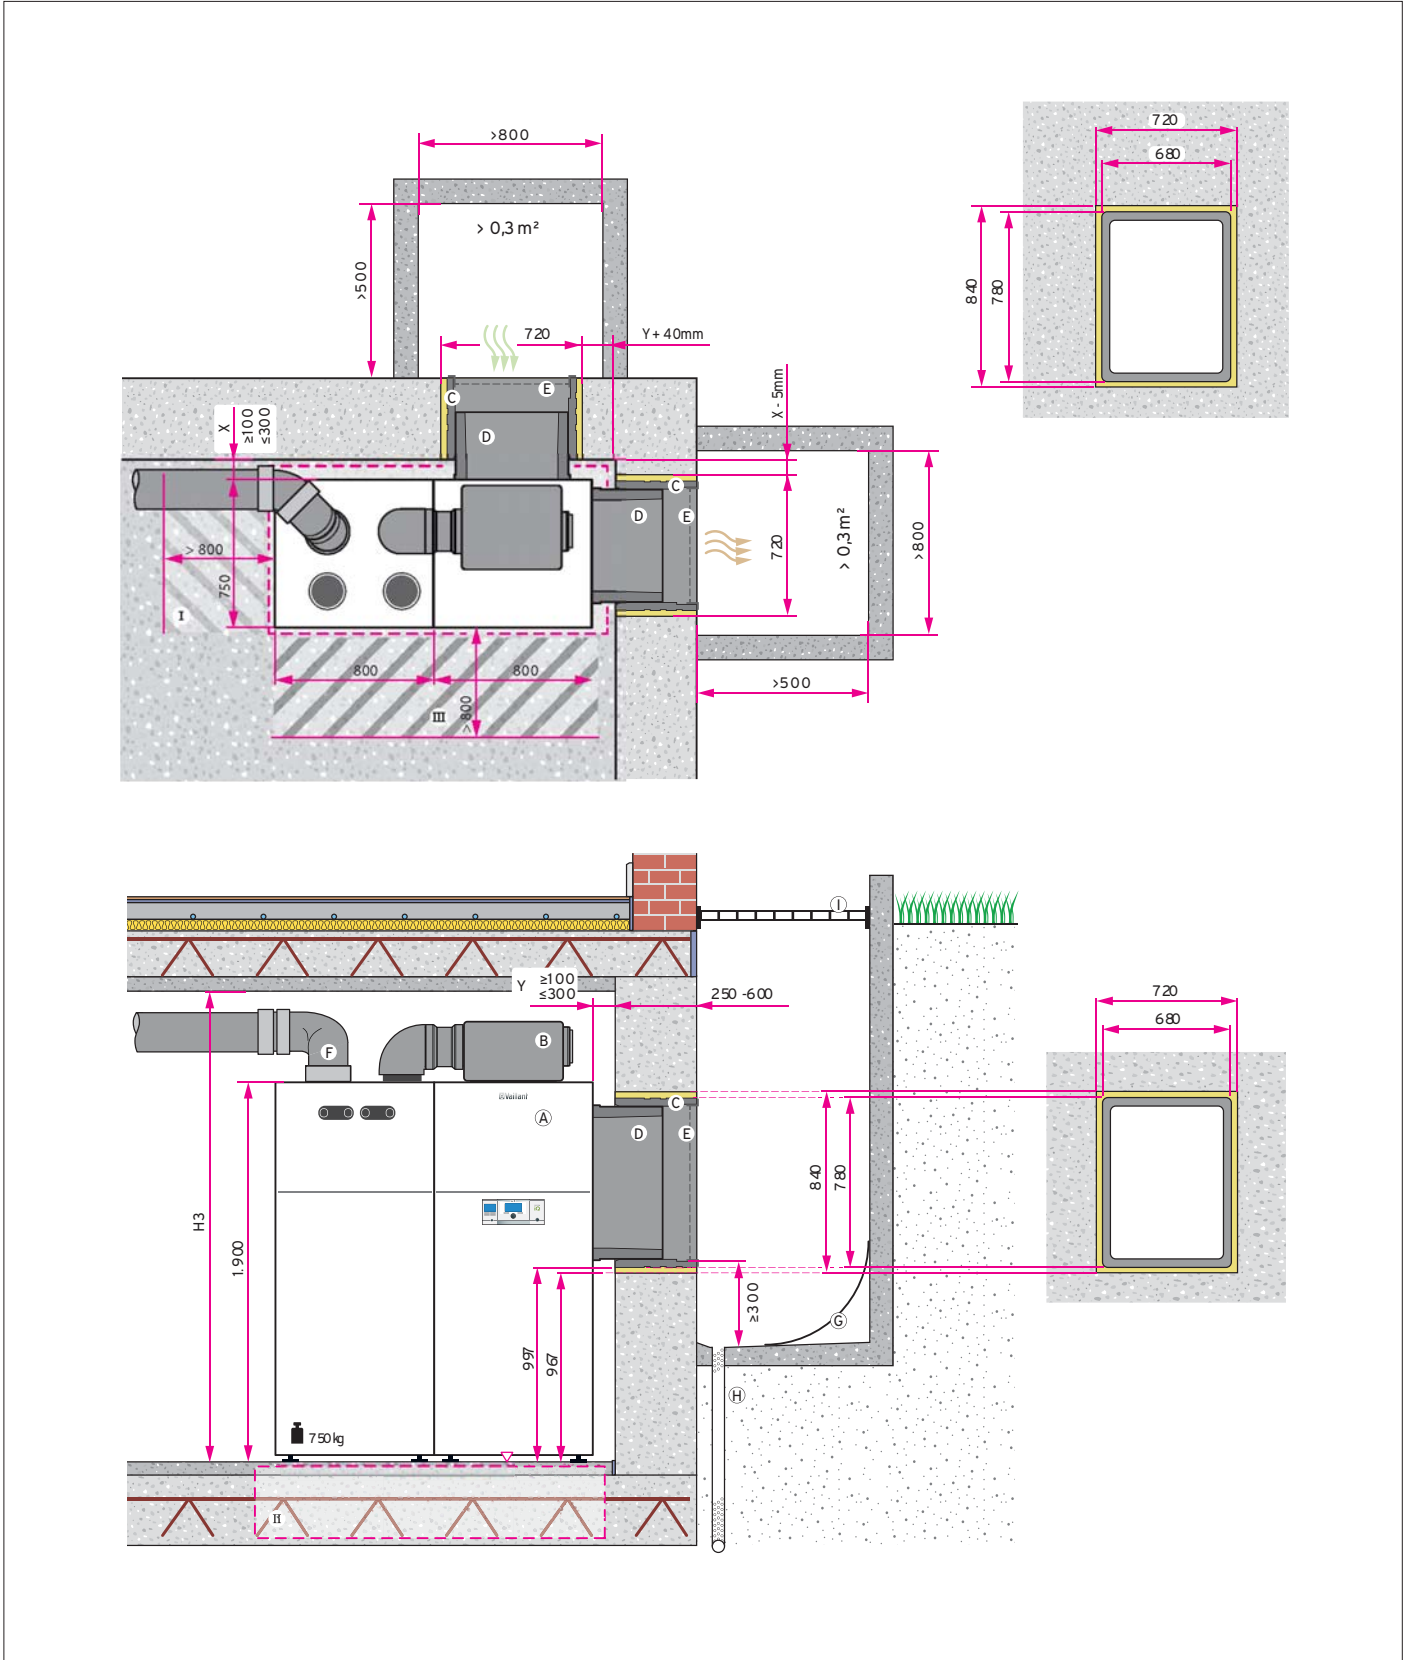 >800
> 0,3 m²
>500
720
Y + 40mm
C
E
D
X
≥100
≤300
X - 5mm
> 800
750
I
C
D
E
720
> 0,3 m²
>800
800
800
III
>800
>500
720
680
840
780
I
Y
≥100
≤300
250 -600
F
B
Vaillant
A
C
D
E
H3
1.900
840
780
≥300
G
997
967
H
750kg
II
720
680